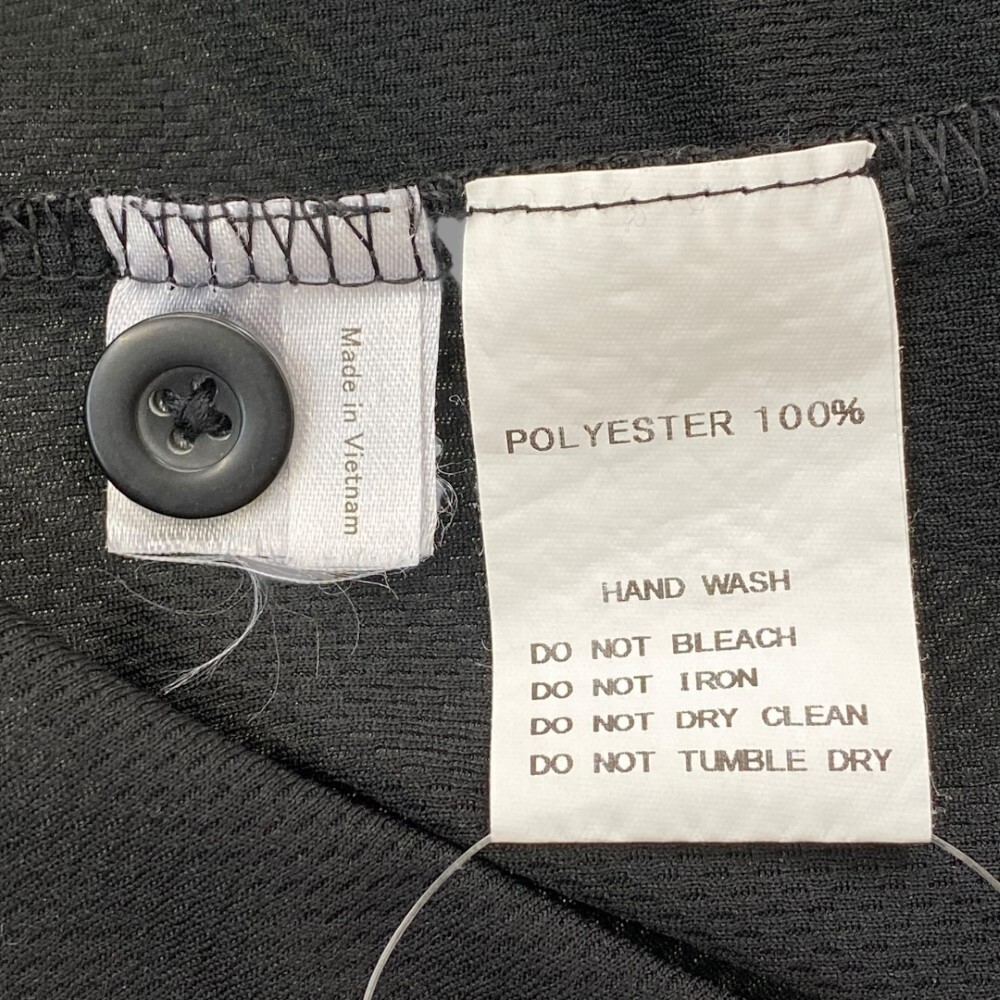 Made in Vietnam
POLYESTER 100%
HAND WASH
DO NOT BLEACH
DO NOT IRON
DO NOT DRY CLEAN
DO NOT TUMBLE DRY